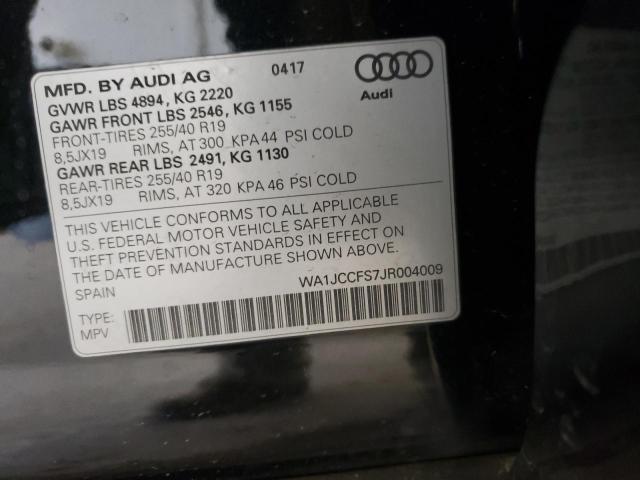 MFD. BY AUDI AG 0417
Audi
GVWR LBS 4894, KG 2220
GAWR FRONT LBS 2546, KG 1155
FRONT-TIRES 255/40 R19
8,5JX19 RIMS, AT 300 KPA 44 PSI COLD
GAWR REAR LBS 2491, KG 1130
REAR-TIRES 255/40 R19
8,5JX19 RIMS, AT 320 KPA 46 PSI COLD
THIS VEHICLE CONFORMS TO ALL APPLICABLE
U.S. FEDERAL MOTOR VEHICLE SAFETY AND
THEFT PREVENTION STANDARDS IN EFFECT ON
THE DATE OF MANUFACTURE SHOWN ABOVE.
SPAIN
WA1JCCFS7JR004009
TYPE:
MPV